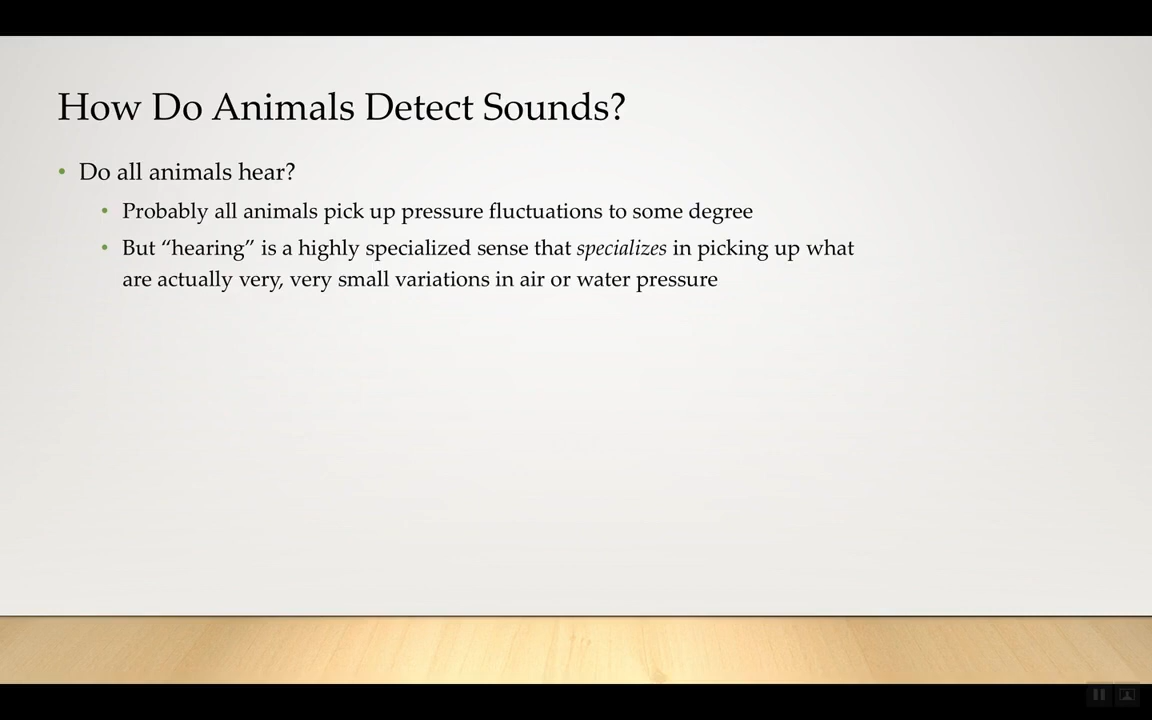 How Do Animals Detect Sounds?
• Do all animals hear?
• Probably all animals pick up pressure fluctuations to some degree
• But “hearing” is a highly specialized sense that specializes in picking up what
are actually very, very small variations in air or water pressure